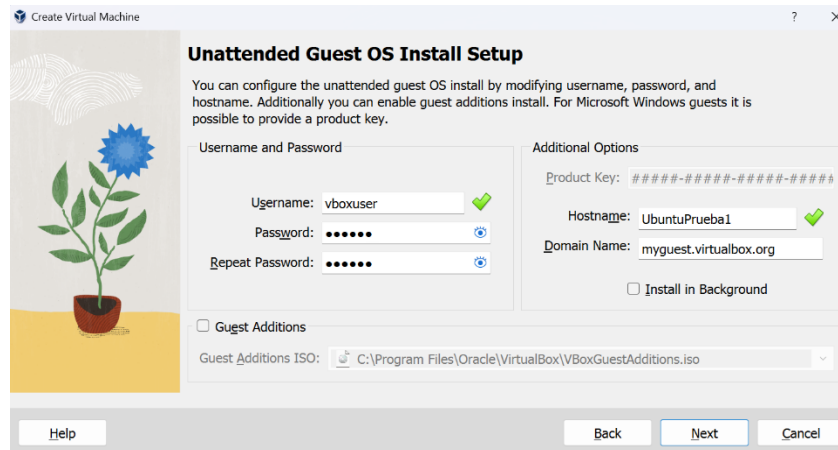 Create Virtual Machine
?
Unattended Guest OS Install Setup
You can configure the unattended guest OS install by modifying username, password, and
hostname. Additionally you can enable guest additions install. For Microsoft Windows guests it is
possible to provide a product key.
Username and Password
Username: vboxuser
Password: ●●●●●●
Repeat Password: ●●●●●●
Additional Options
Product Key: #####-#####-#####-#####
Hostname: UbuntuPrueba1
Domain Name: myguest.virtualbox.org
Install in Background
Guest Additions
Guest Additions ISO: C:\Program Files\Oracle\VirtualBox\VBoxGuestAdditions.iso
Help
Back
Next
Cancel